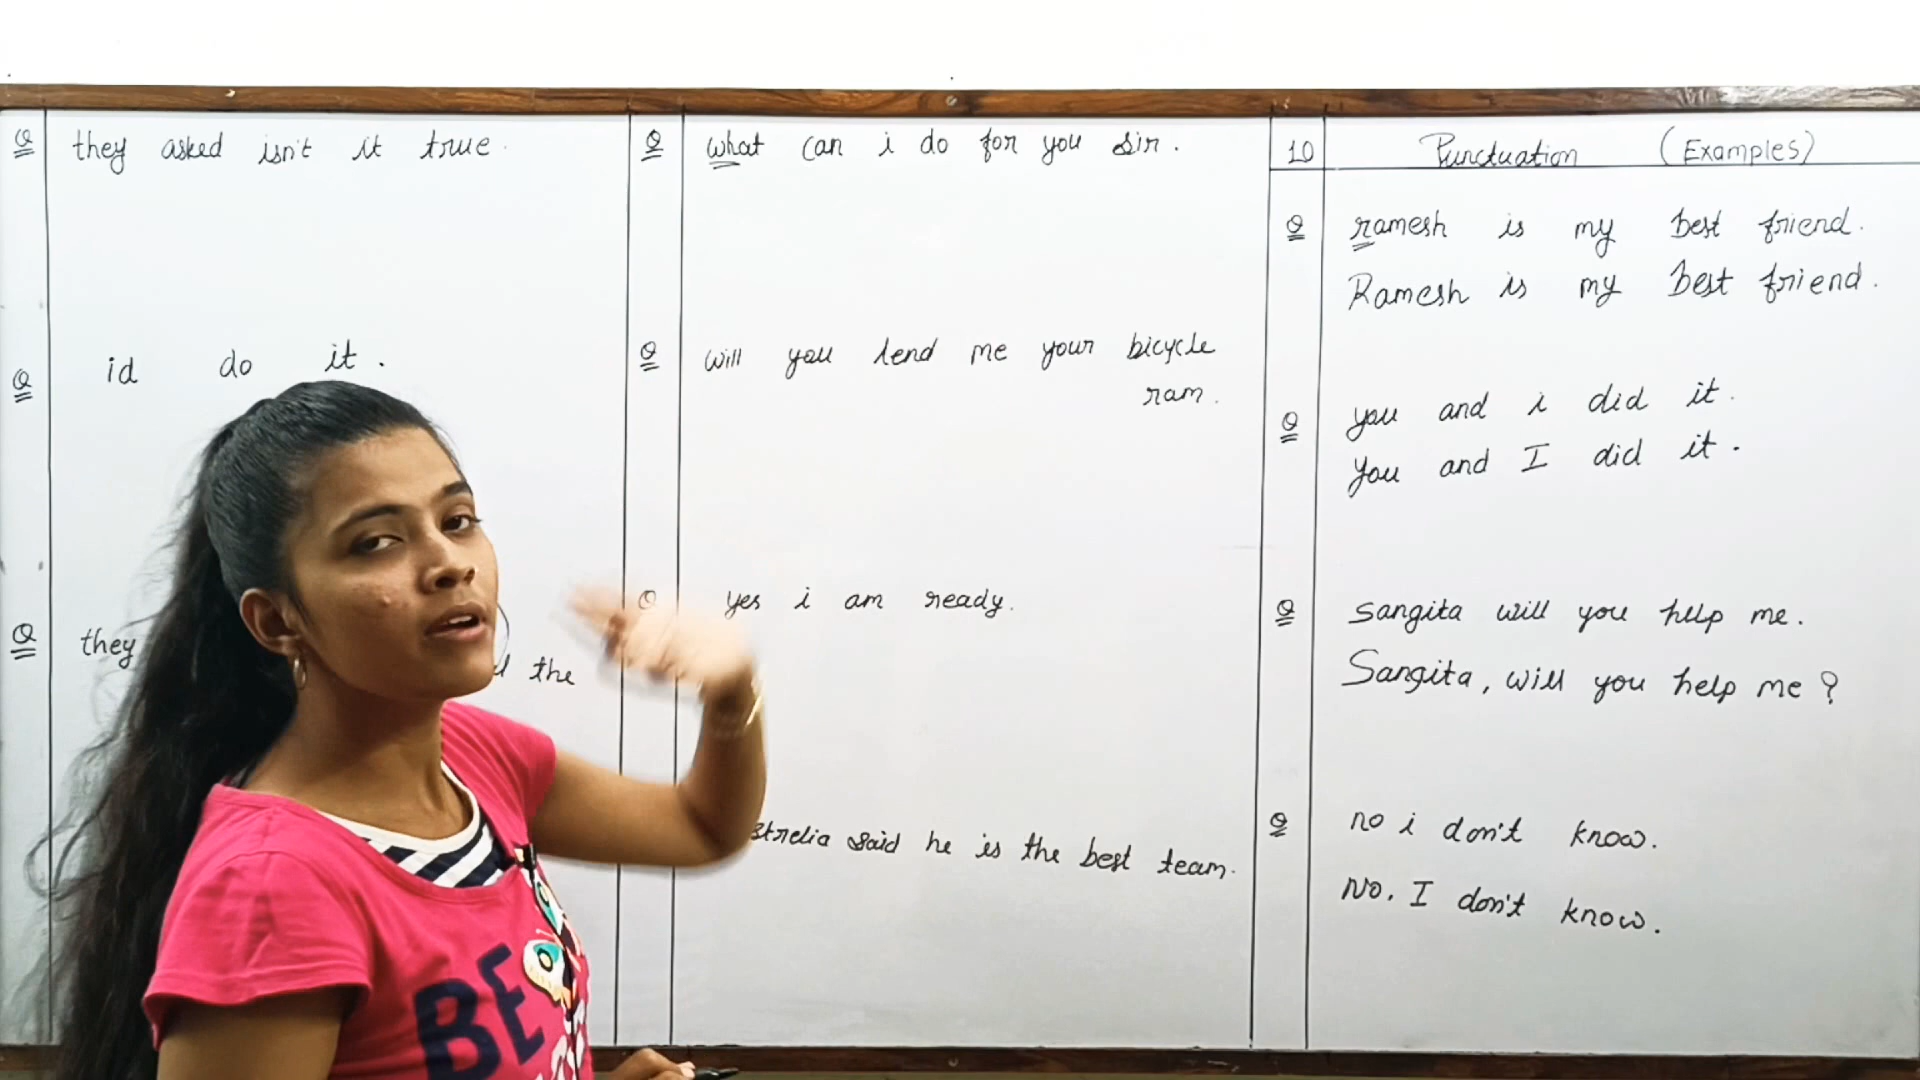 Q they asked isn't it true.
Q id do it.
Q they
the
Q what can i do for you sir.
Q will you lend me your bicycle
ram.
Q yes i am ready.
said he is the best team.
10 Punctuation (Examples)
Q ramesh is my best friend.
Ramesh is my best friend.
Q you and i did it.
You and I did it.
Q sangita will you help me.
Sangita, will you help me?
Q no i don't know.
No, I don't know.
BE